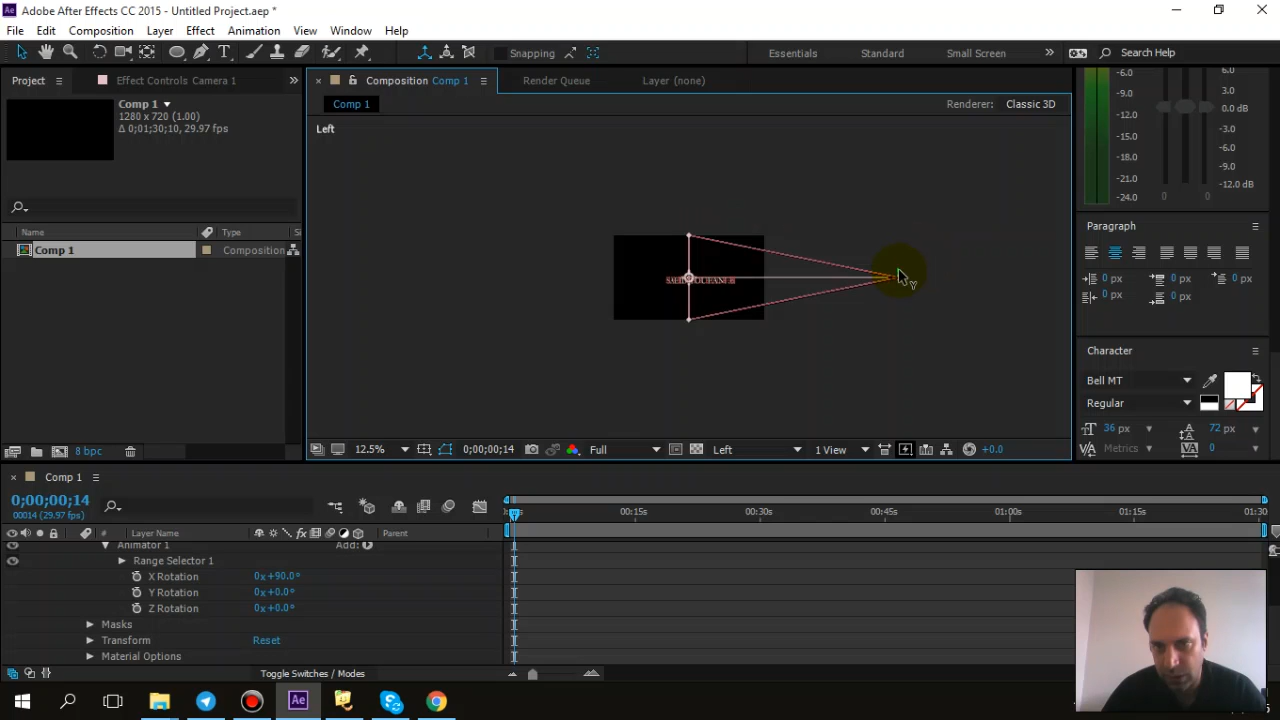 Adobe After Effects CC 2015 - Untitled Project.aep *
File Edit Composition Layer Effect Animation View Window Help
Snapping Essentials Standard Small Screen Search Help
Project Effect Controls Camera 1 Composition Comp 1 Render Queue Layer (none)
Comp 1
1280 x 720 (1.00)
Δ 0;01;30;10, 29.97 fps
Comp 1 Renderer: Classic 3D
Left
Name Type
Comp 1 Composition
8 bpc
12.5% 0;00;00;14 Full Left 1 View +0.0
-6.0
-9.0
-12.0
-15.0
-18.0
-21.0
-24.0
0 0
6.0
3.0
0.0 dB
-3.0
-6.0
-9.0
-12.0 dB
Paragraph
0 px 0 px 0 px
0 px 0 px
Character
Bell MT
Regular
36 px 72 px
Metrics 0
Comp 1
0;00;00;14
00014 (29.97 fps)
00:15s 00:30s 00:45s 01:00s 01:15s 01:30
# Layer Name Parent
Animator 1 Add:
Range Selector 1
X Rotation 0x+90.0°
Y Rotation 0x+0.0°
Z Rotation 0x+0.0°
Masks
Transform Reset
Material Options
Toggle Switches / Modes